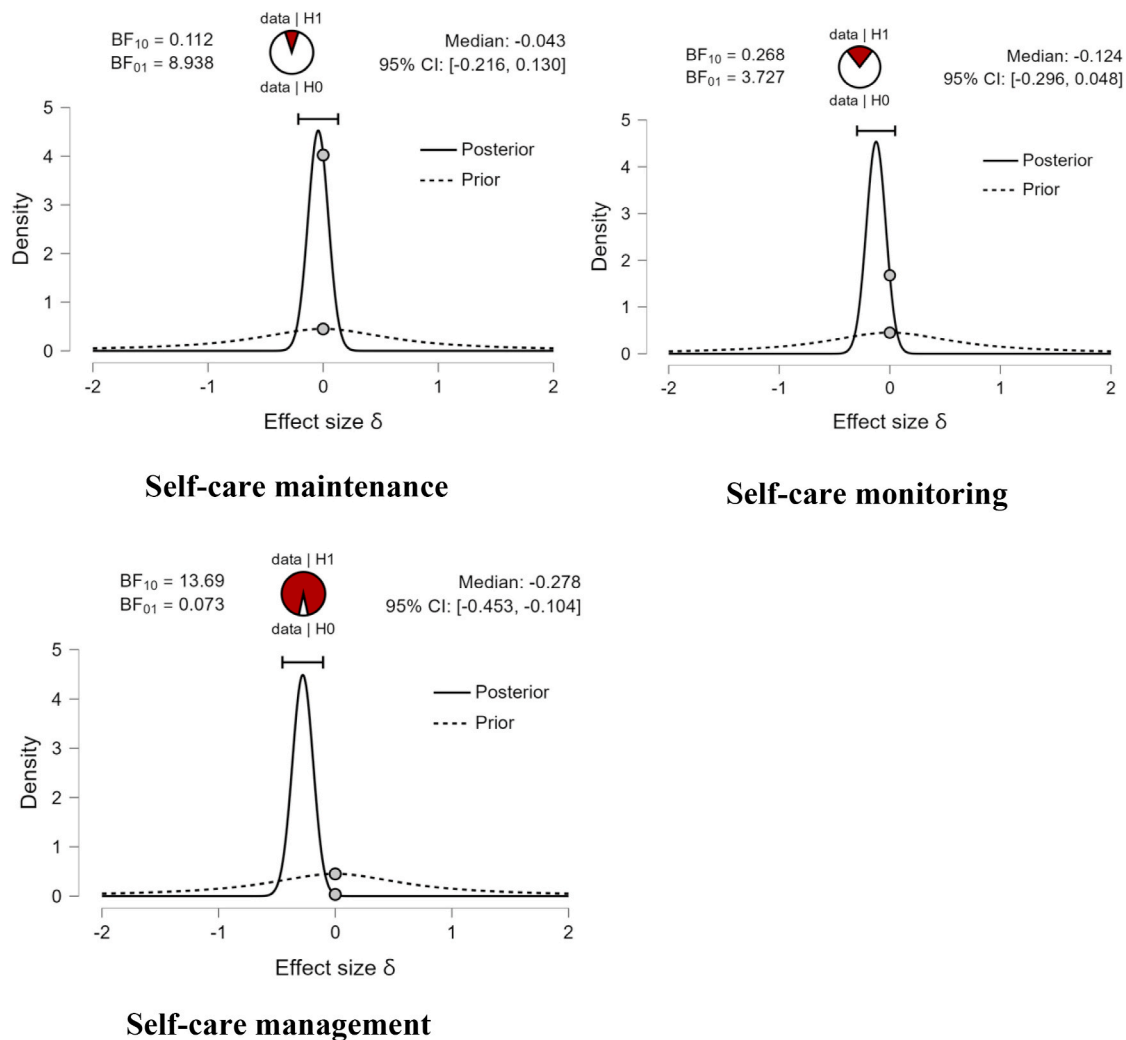 data | H1
BF10 = 0.112
BF01 = 8.938
Median: -0.043
95% CI: [-0.216, 0.130]
data | H0
5
4
3
2
1
0
Density
Posterior
Prior
-2
-1
0
1
2
Effect size δ
Self-care maintenance
data | H1
BF10 = 0.268
BF01 = 3.727
Median: -0.124
95% CI: [-0.296, 0.048]
data | H0
5
4
3
2
1
0
Density
Posterior
Prior
-2
-1
0
1
2
Effect size δ
Self-care monitoring
data | H1
BF10 = 13.69
BF01 = 0.073
Median: -0.278
95% CI: [-0.453, -0.104]
data | H0
5
4
3
2
1
0
Density
Posterior
Prior
-2
-1
0
1
2
Effect size δ
Self-care management